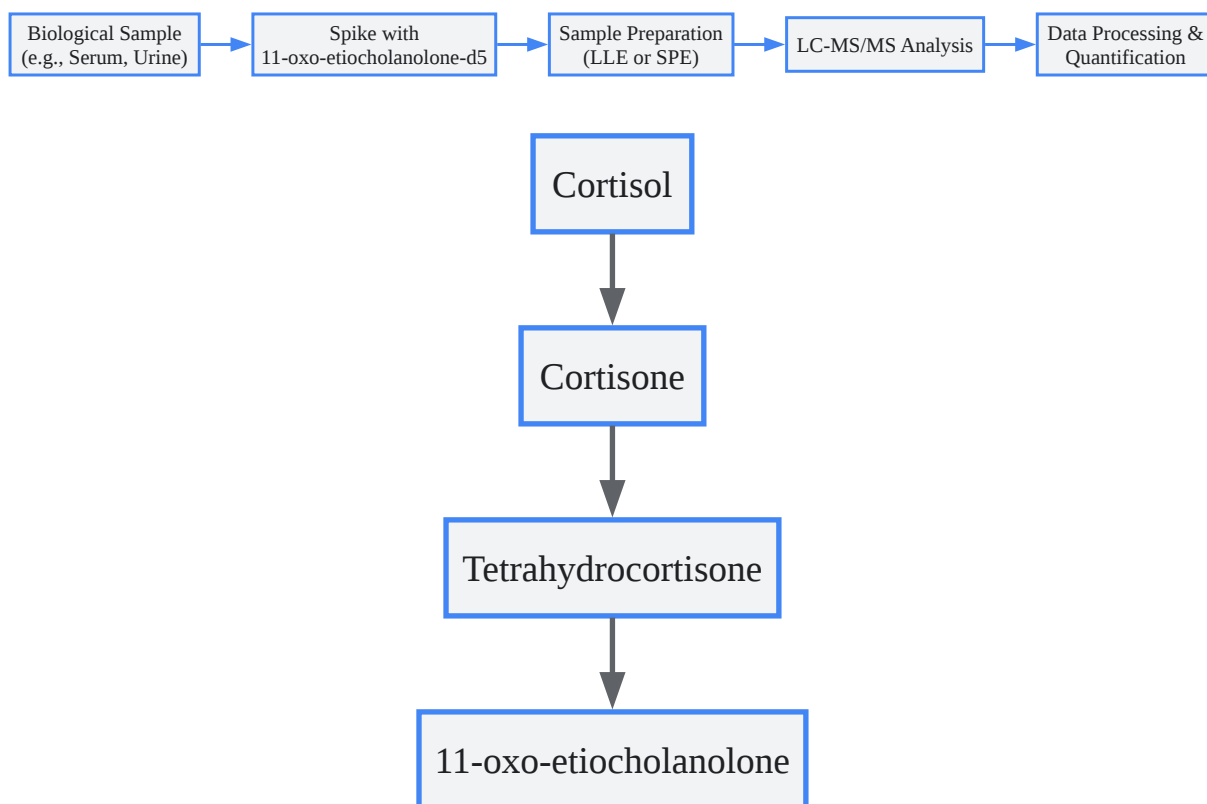 Biological Sample
(e.g., Serum, Urine)
Spike with
11-oxo-etiocholanolone-d5
Sample Preparation
(LLE or SPE)
LC-MS/MS Analysis
Data Processing &
Quantification
Cortisol
Cortisone
Tetrahydrocortisone
11-oxo-etiocholanolone